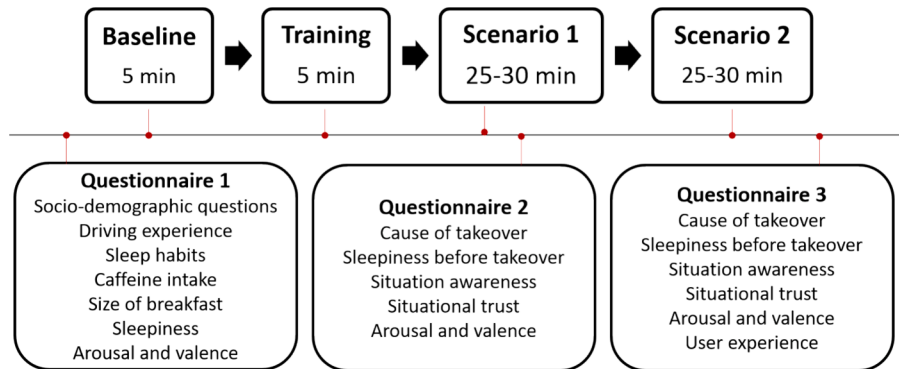 Baseline
5 min
Training
5 min
Scenario 1
25-30 min
Scenario 2
25-30 min
Questionnaire 1
Socio-demographic questions
Driving experience
Sleep habits
Caffeine intake
Size of breakfast
Sleepiness
Arousal and valence
Questionnaire 2
Cause of takeover
Sleepiness before takeover
Situation awareness
Situational trust
Arousal and valence
Questionnaire 3
Cause of takeover
Sleepiness before takeover
Situation awareness
Situational trust
Arousal and valence
User experience